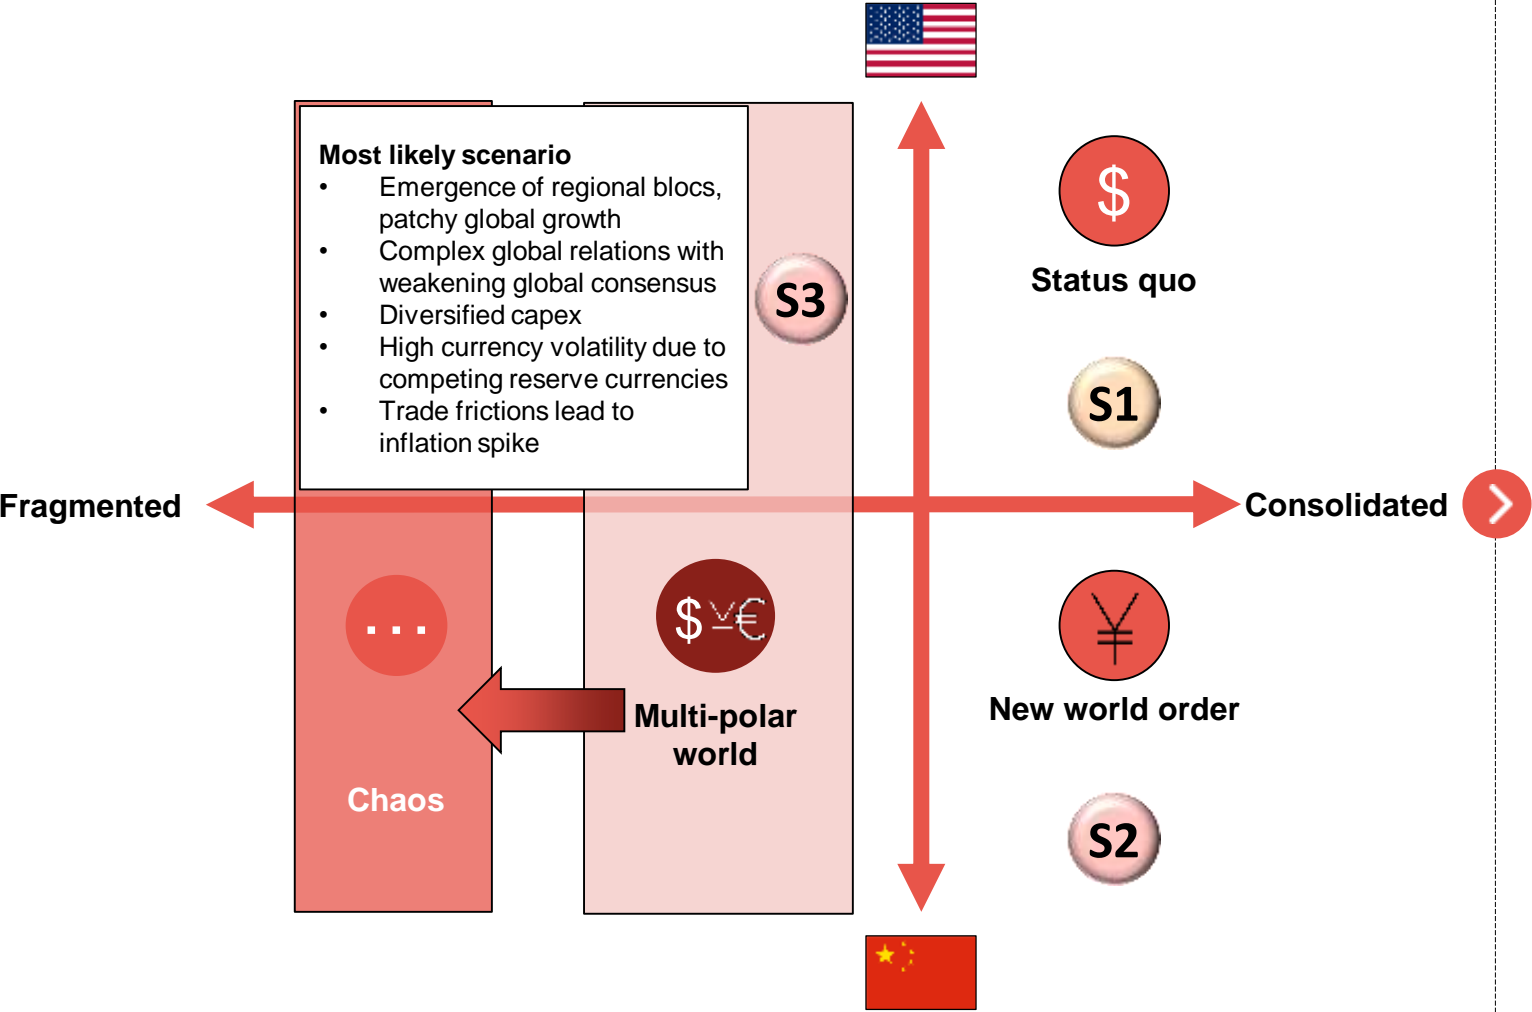 Most likely scenario
• Emergence of regional blocs,
patchy global growth
• Complex global relations with
weakening global consensus
• Diversified capex
• High currency volatility due to
competing reserve currencies
• Trade frictions lead to
inflation spike
S3
$
Status quo
S1
Fragmented
Consolidated
...
$¥€
¥
Multi-polar
world
New world order
Chaos
S2